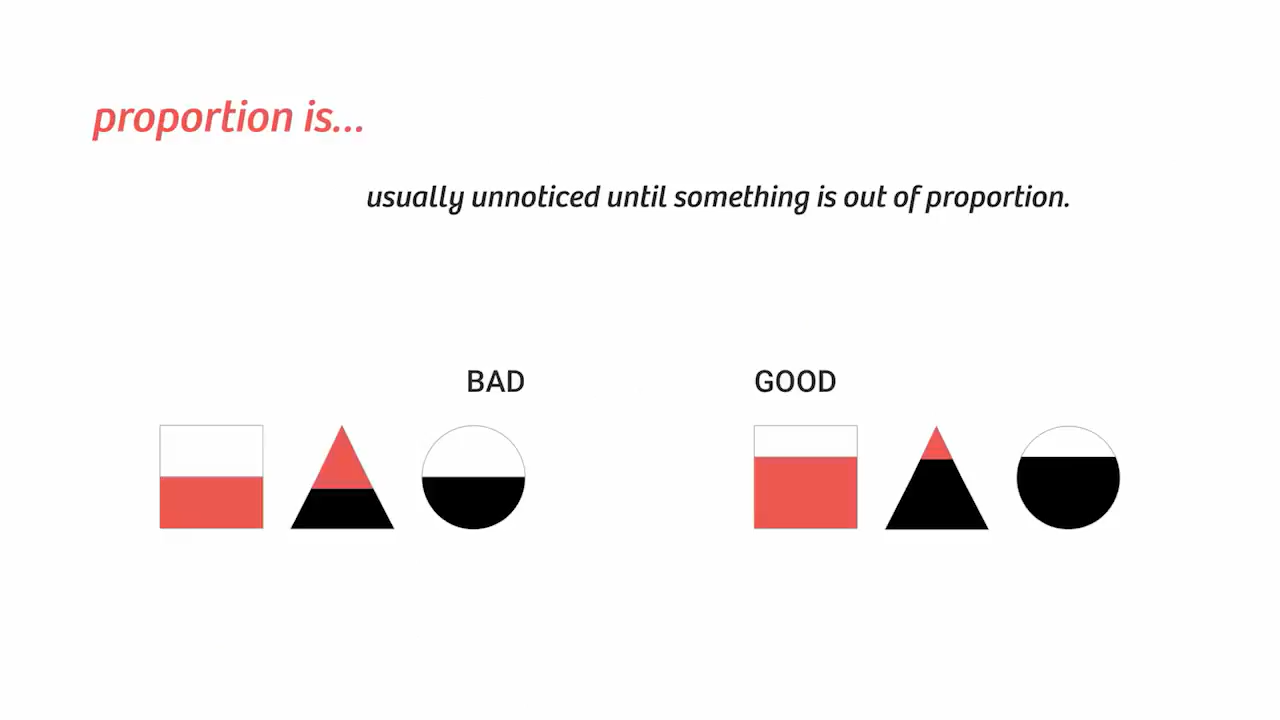 proportion is...
usually unnoticed until something is out of proportion.
BAD
GOOD